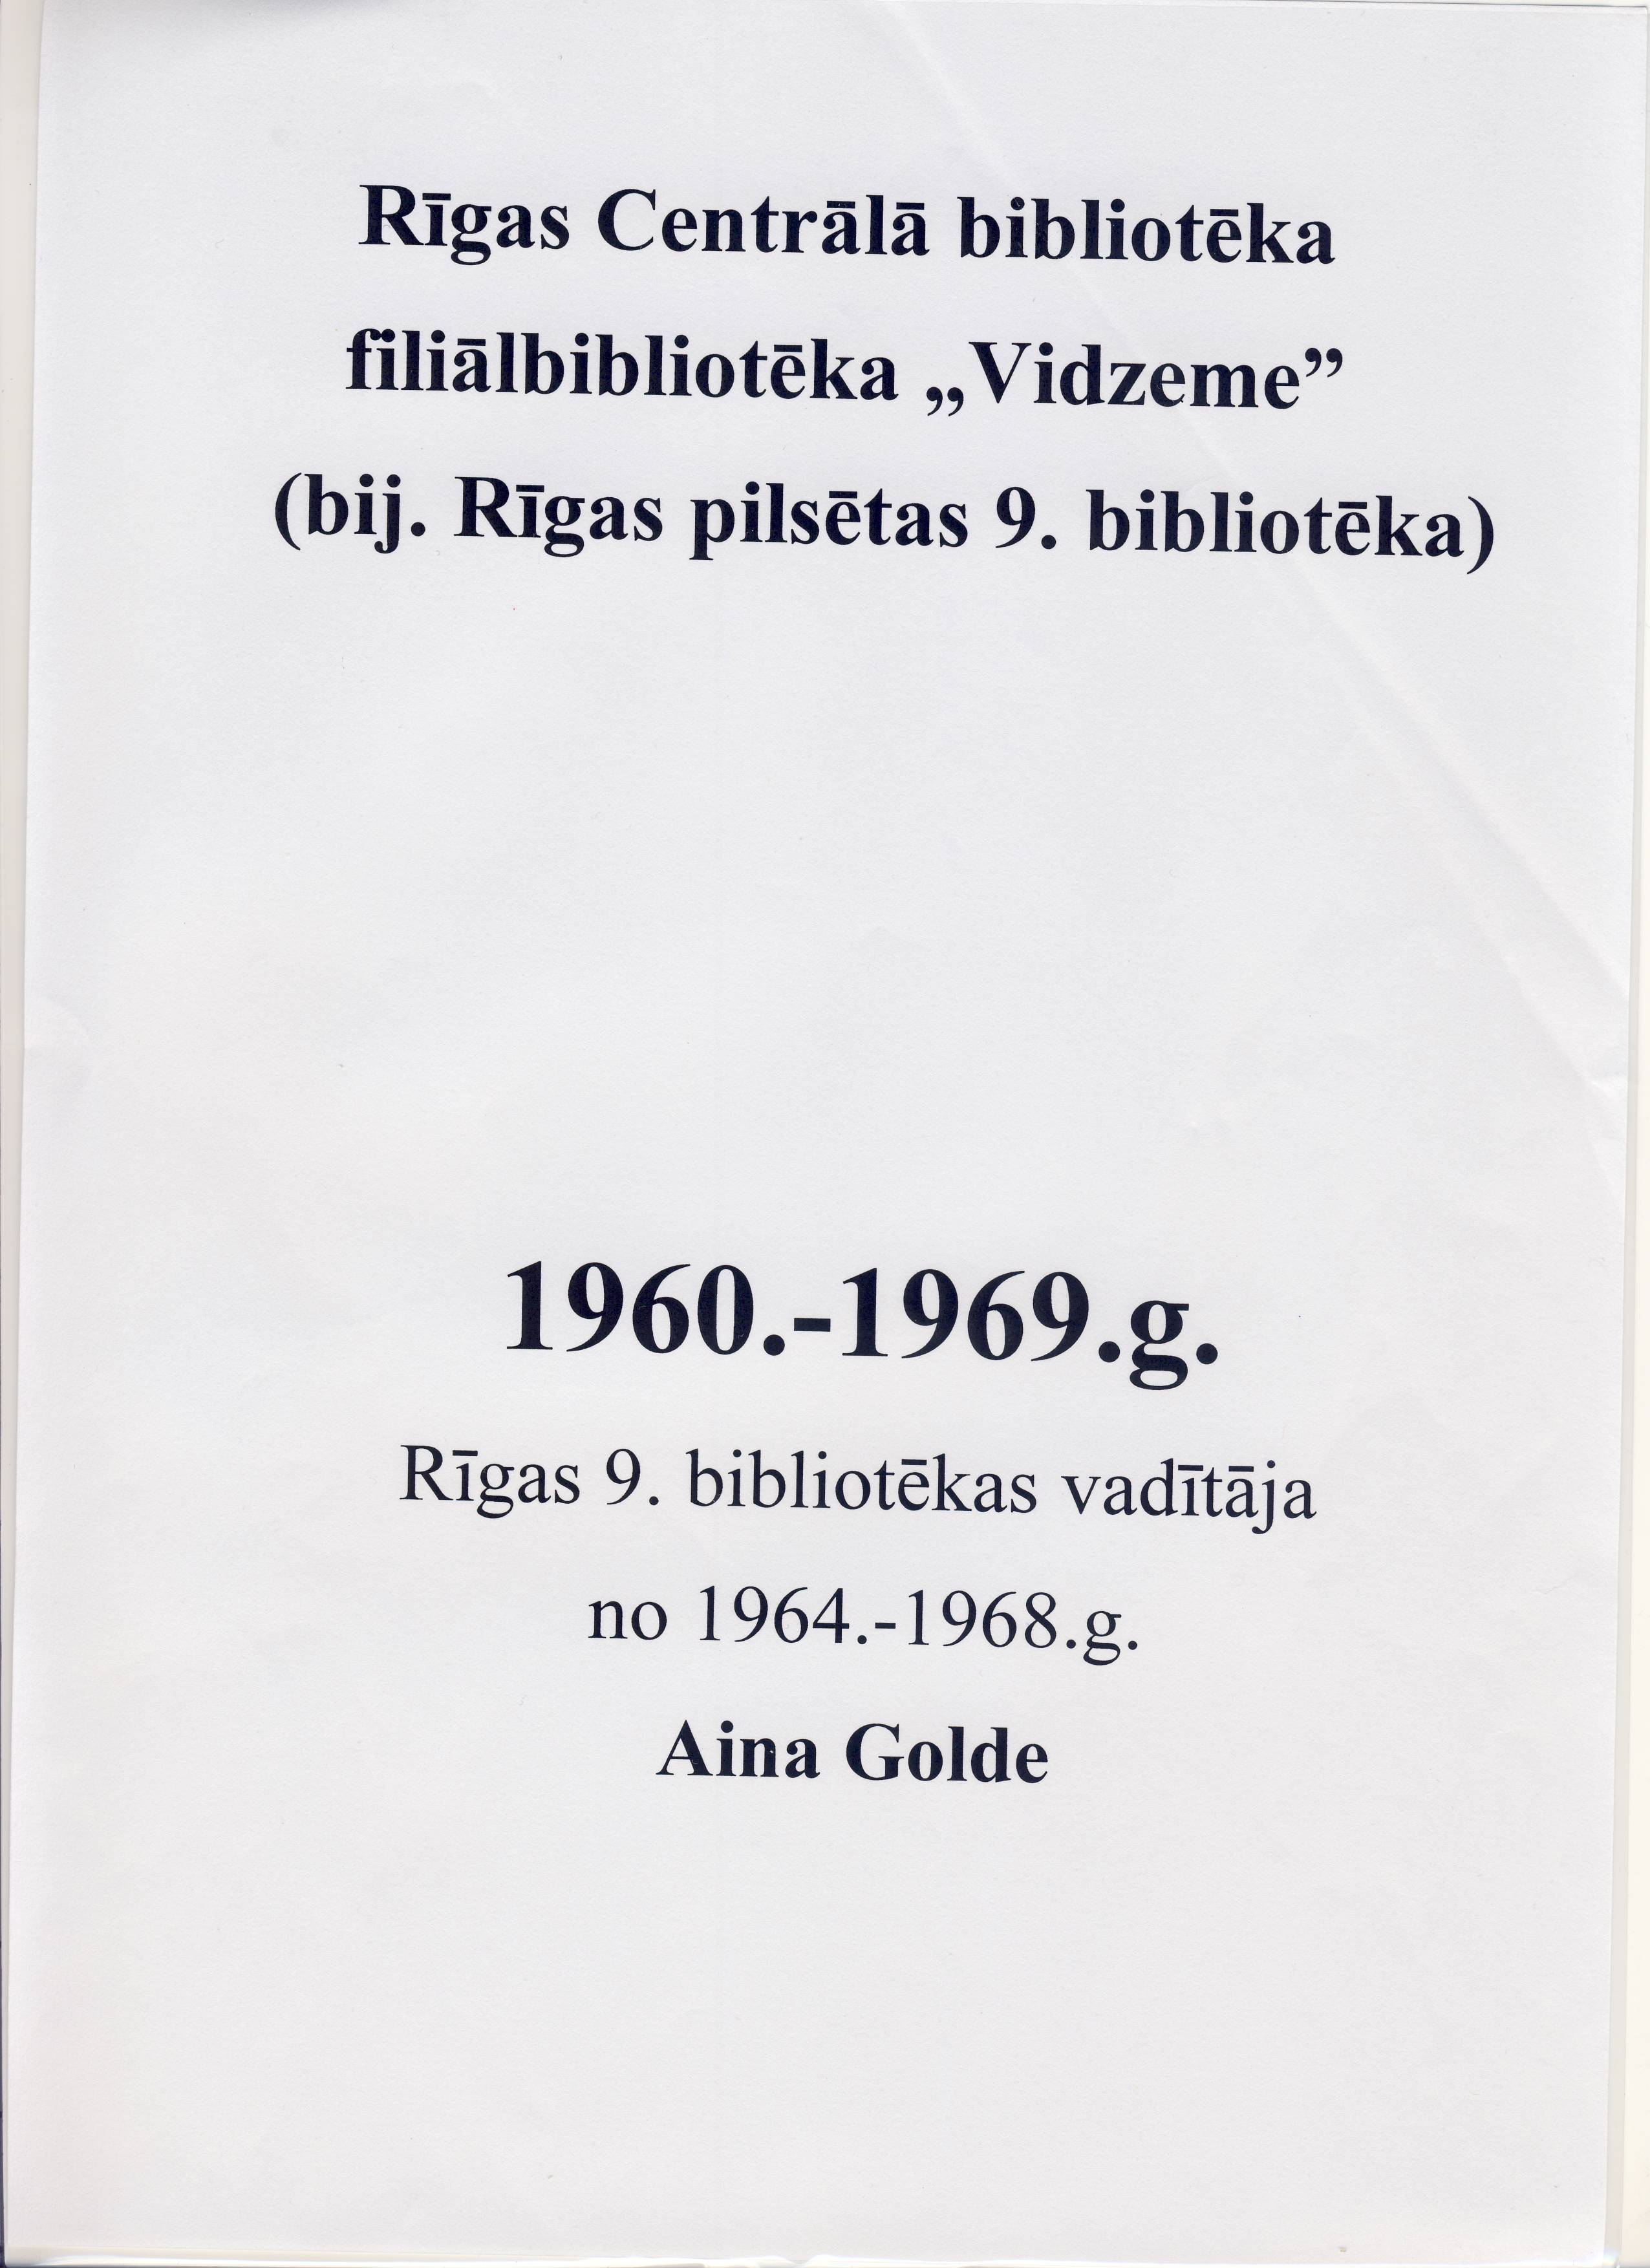 Rīgas Centrālā bibliotēka
filiālbibliotēka „Vidzeme”
(bij. Rīgas pilsētas 9. bibliotēka)
1960.-1969.g.
Rīgas 9. bibliotēkas vadītāja
no 1964.-1968.g.
Aina Golde